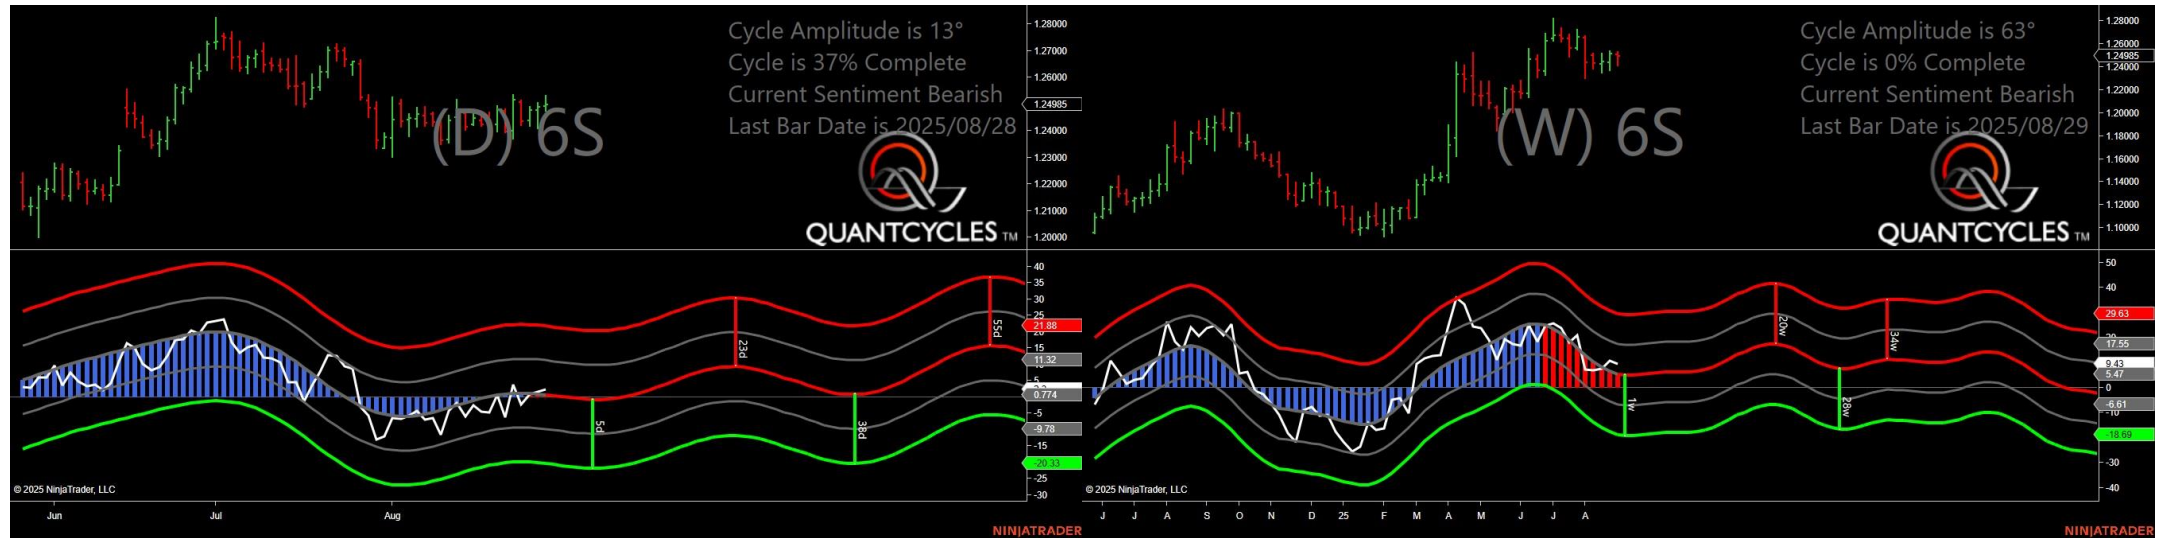 Cycle Amplitude is 13°
Cycle is 37% Complete
Current Sentiment Bearish
Last Bar Date is 2025/08/28
(D) 6S
QUANTCYCLES TM
1.28000
1.27000
1.26000
1.24985
1.24000
1.23000
1.22000
1.21000
1.20000
40
35
30
25
21.88
15
11.32
5
0.774
-5
-9.78
-15
-20.33
-25
-30
5d
23d
38d
55d
© 2025 NinjaTrader, LLC
Jun
Jul
Aug
NINJATRADER
Cycle Amplitude is 63°
Cycle is 0% Complete
Current Sentiment Bearish
Last Bar Date is 2025/08/29
(W) 6S
QUANTCYCLES TM
1.28000
1.26000
1.24985
1.24000
1.22000
1.20000
1.18000
1.16000
1.14000
1.12000
1.10000
50
40
29.63
20
17.55
9.43
5.47
0
-6.61
-10
-18.69
-30
-40
1w
20w
28w
34w
© 2025 NinjaTrader, LLC
J
J
A
S
O
N
D
25
F
M
A
M
J
J
A
NINJATRADER